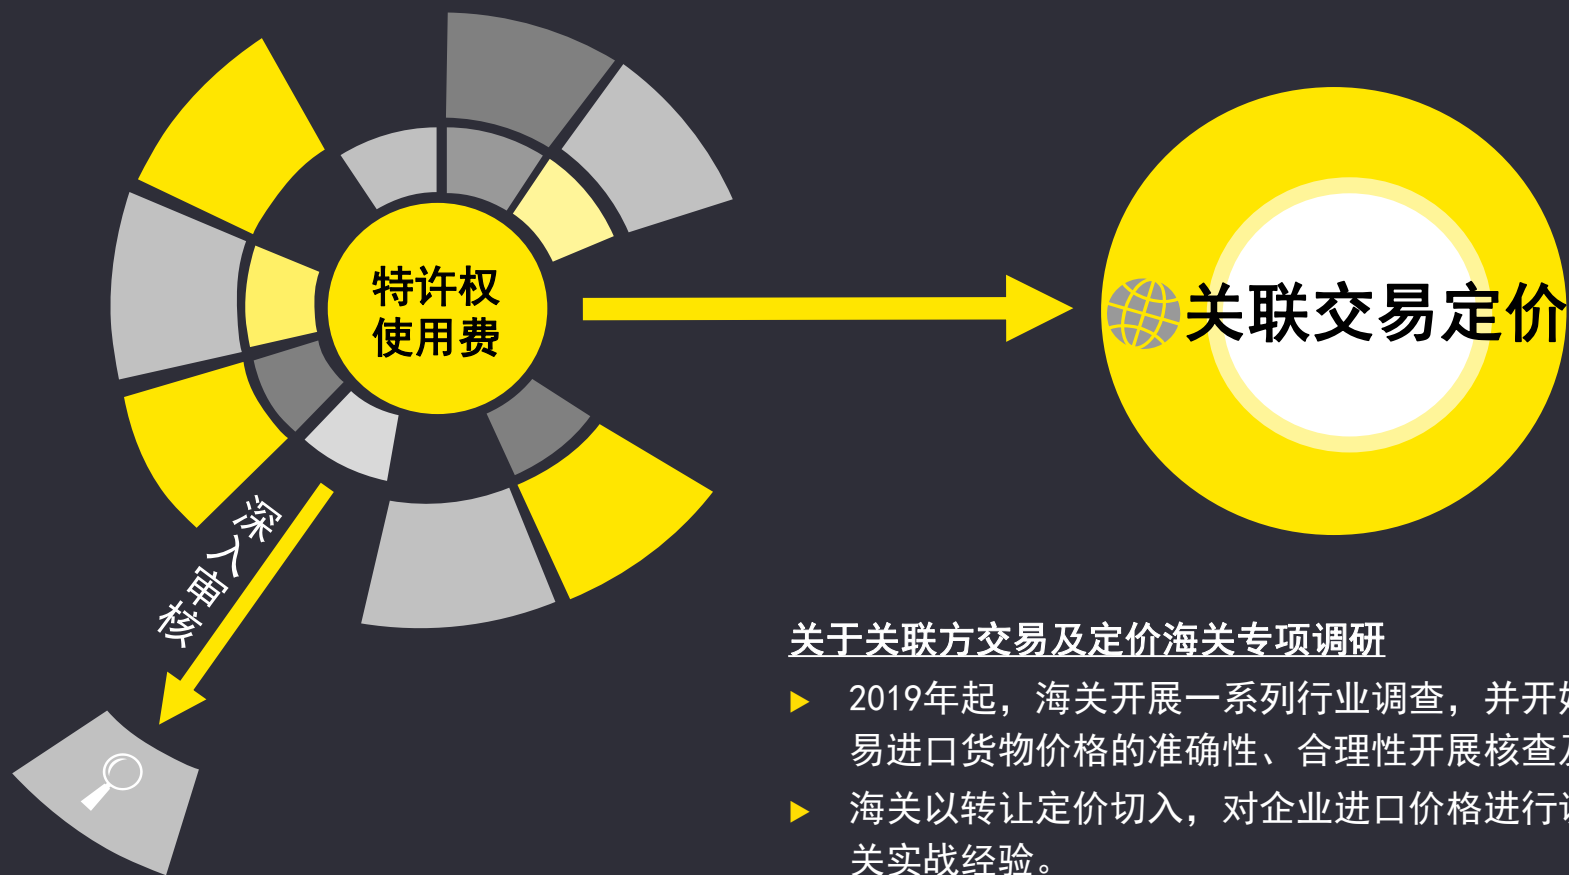 特许权
使用费
关联交易定价
深入审核
关于关联方交易及定价海关专项调研
2019年起，海关开展一系列行业调查，并开
易进口货物价格的准确性、合理性开展核查
海关以转让定价切入，对企业进口价格进行
关实战经验。